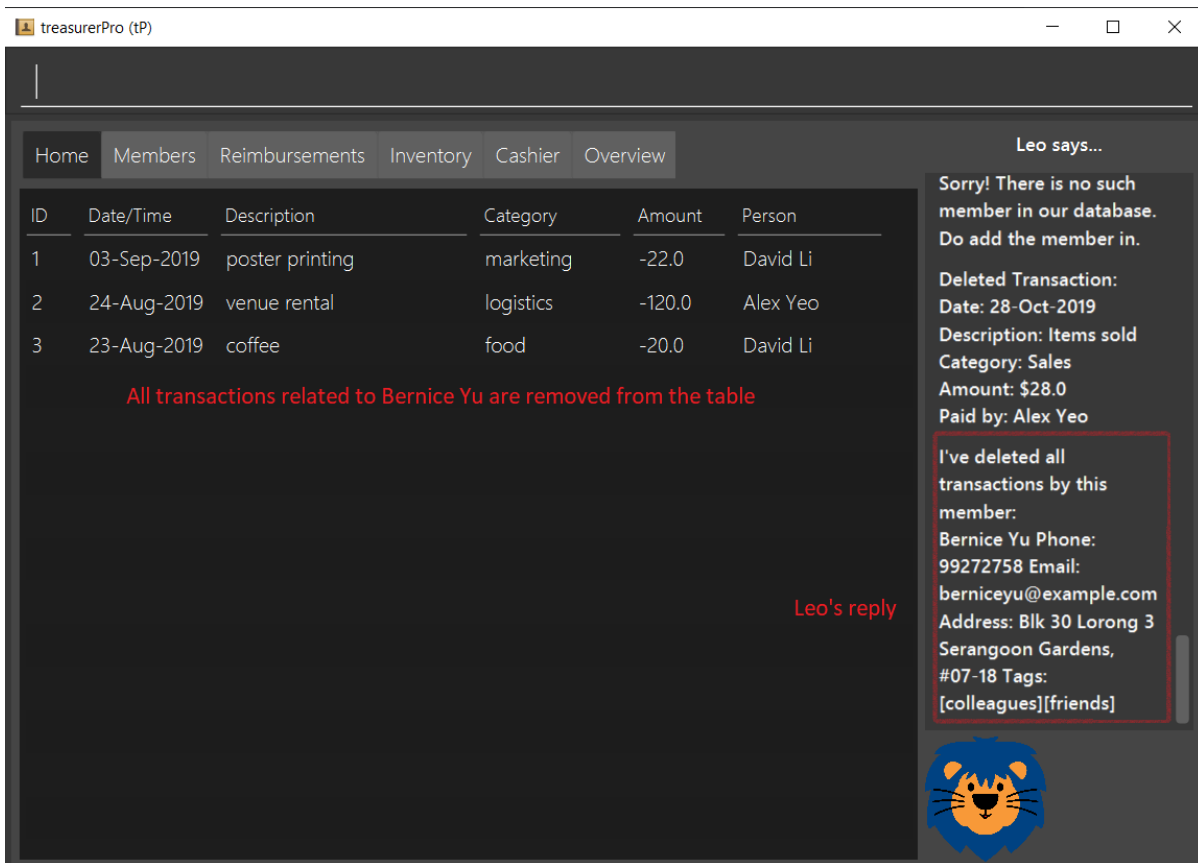 treasurerPro (tP)
Home Members Reimbursements Inventory Cashier Overview
ID Date/Time Description Category Amount Person
1 03-Sep-2019 poster printing marketing -22.0 David Li
2 24-Aug-2019 venue rental logistics -120.0 Alex Yeo
3 23-Aug-2019 coffee food -20.0 David Li
All transactions related to Bernice Yu are removed from the table
Leo's reply
Leo says...
Sorry! There is no such
member in our database.
Do add the member in.
Deleted Transaction:
Date: 28-Oct-2019
Description: Items sold
Category: Sales
Amount: $28.0
Paid by: Alex Yeo
I've deleted all
transactions by this
member:
Bernice Yu Phone:
99272758 Email:
berniceyu@example.com
Address: Blk 30 Lorong 3
Serangoon Gardens,
#07-18 Tags:
[colleagues][friends]